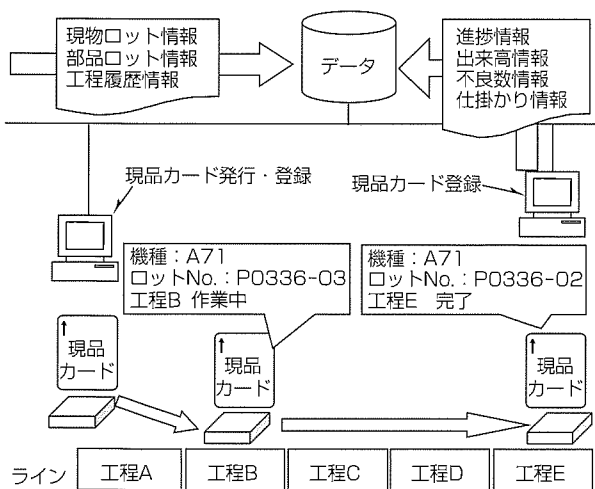 現物ロット情報
部品ロット情報
工程履歴情報
データ
進捗情報
出来高情報
不良数情報
仕掛かり情報
現品カード発行・登録
現品カード登録
機種：A71
ロットNo.：P0336-03
工程B 作業中
機種：A71
ロットNo.：P0336-02
工程E 完了
↑
現品
カード
↑
現品
カード
↑
現品
カード
ライン
工程A
工程B
工程C
工程D
工程E